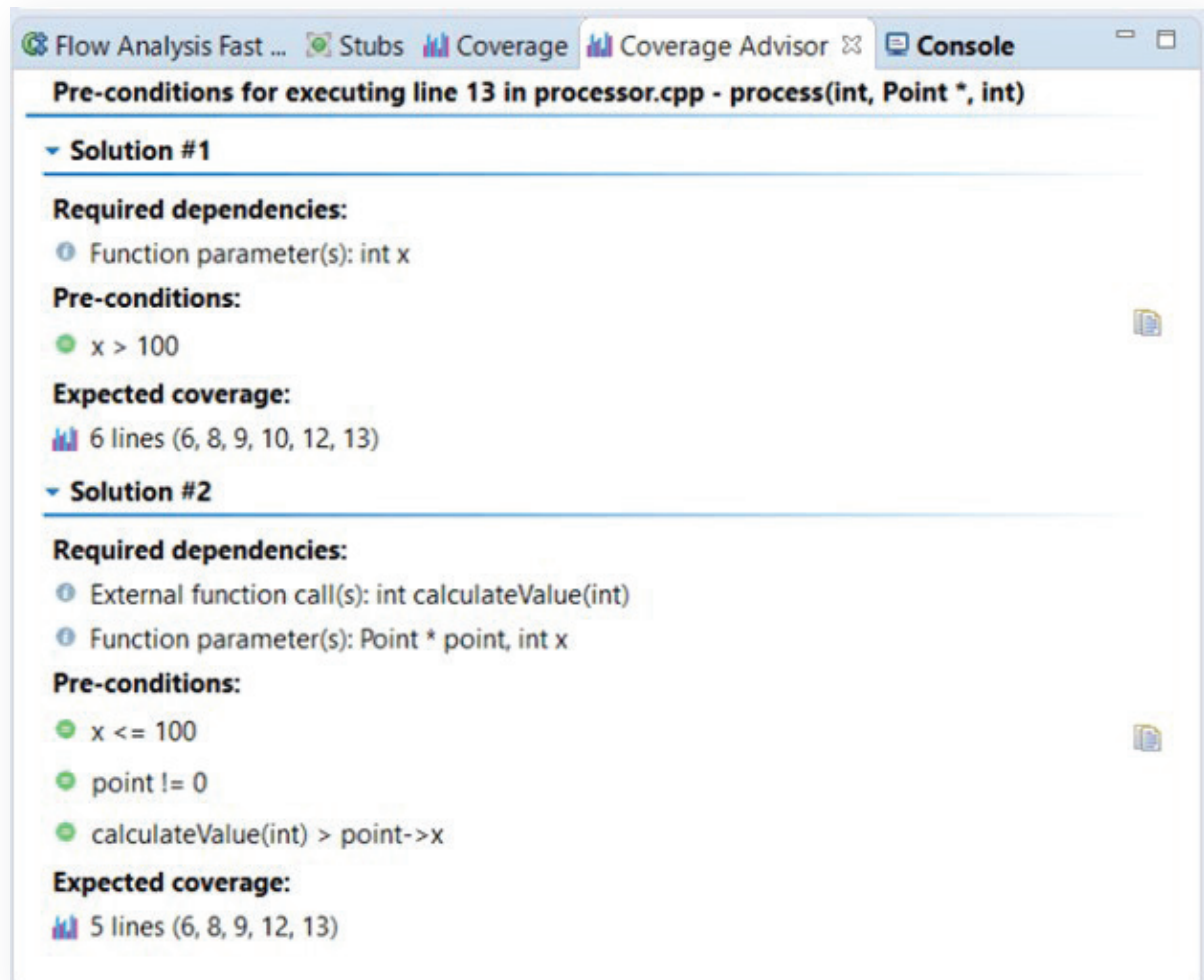 Flow Analysis Fast ... Stubs Coverage Coverage Advisor Console
Pre-conditions for executing line 13 in processor.cpp - process(int, Point *, int)
Solution #1
Required dependencies:
Function parameter(s): int x
Pre-conditions:
x > 100
Expected coverage:
6 lines (6, 8, 9, 10, 12, 13)
Solution #2
Required dependencies:
External function call(s): int calculateValue(int)
Function parameter(s): Point * point, int x
Pre-conditions:
x <= 100
point != 0
calculateValue(int) > point->x
Expected coverage:
5 lines (6, 8, 9, 12, 13)